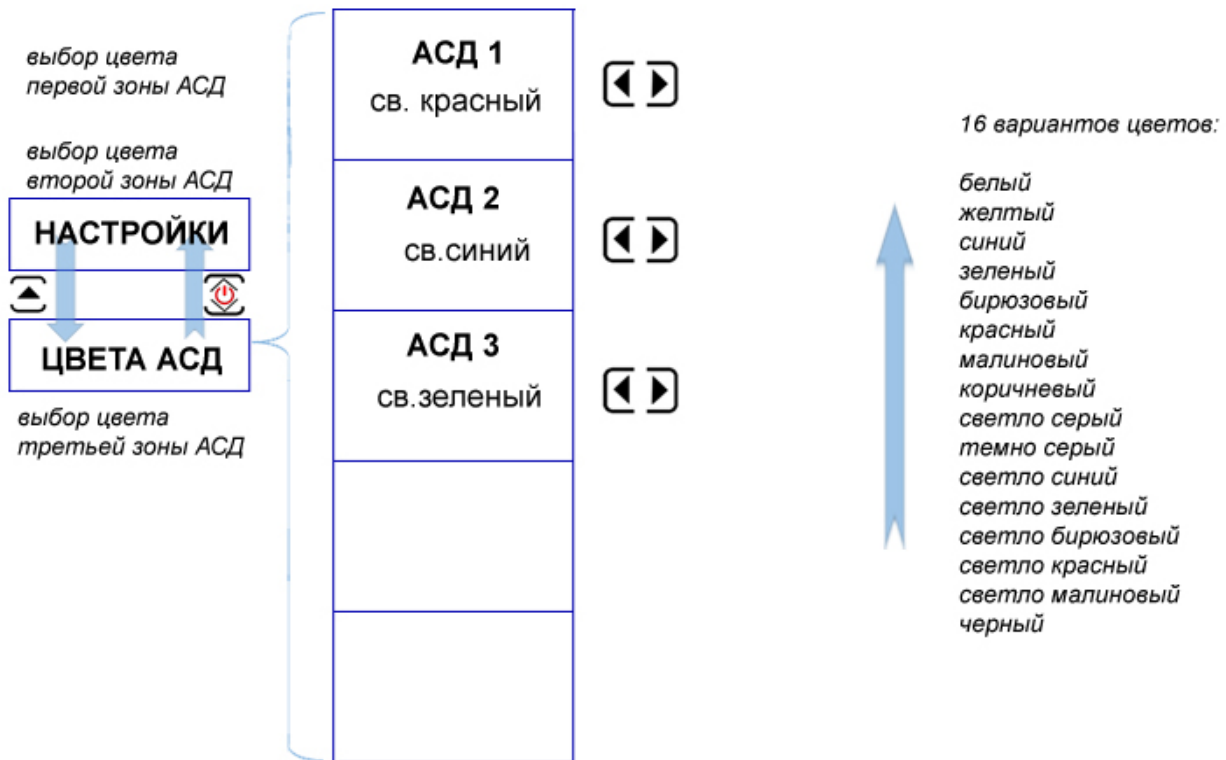 выбор цвета
первой зоны АСД
выбор цвета
второй зоны АСД
НАСТРОЙКИ
ЦВЕТА АСД
выбор цвета
третьей зоны АСД
АСД 1
св. красный
АСД 2
св.синий
АСД 3
св.зеленый
16 вариантов цветов:
белый
желтый
синий
зеленый
бирюзовый
красный
малиновый
коричневый
светло серый
темно серый
светло синий
светло зеленый
светло бирюзовый
светло красный
светло малиновый
черный